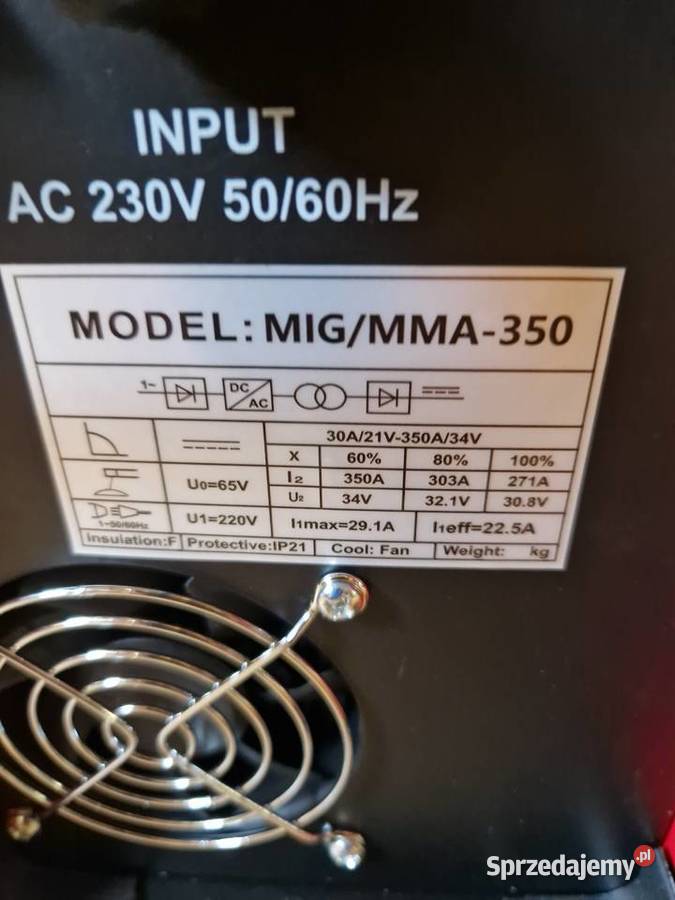 INPUT
AC 230V 50/60Hz
MODEL: MIG/MMA-350
1~ DC AC
30A/21V-350A/34V
X 60% 80% 100%
U0=65V I2 350A 303A 271A
U2 34V 32.1V 30.8V
1~50/60Hz U1=220V I1max=29.1A I1eff=22.5A
Insulation:F Protective:IP21 Cool: Fan Weight: kg
Sprzedajemy.pl